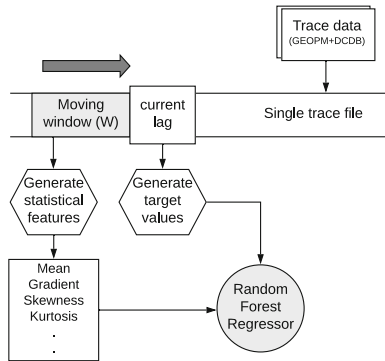 Trace data
(GEOPM+DCDB)
Moving
window (W)
current
lag
Single trace file
Generate
statistical
features
Generate
target
values
Mean
Gradient
Skewness
Kurtosis
.
.
.
Random
Forest
Regressor